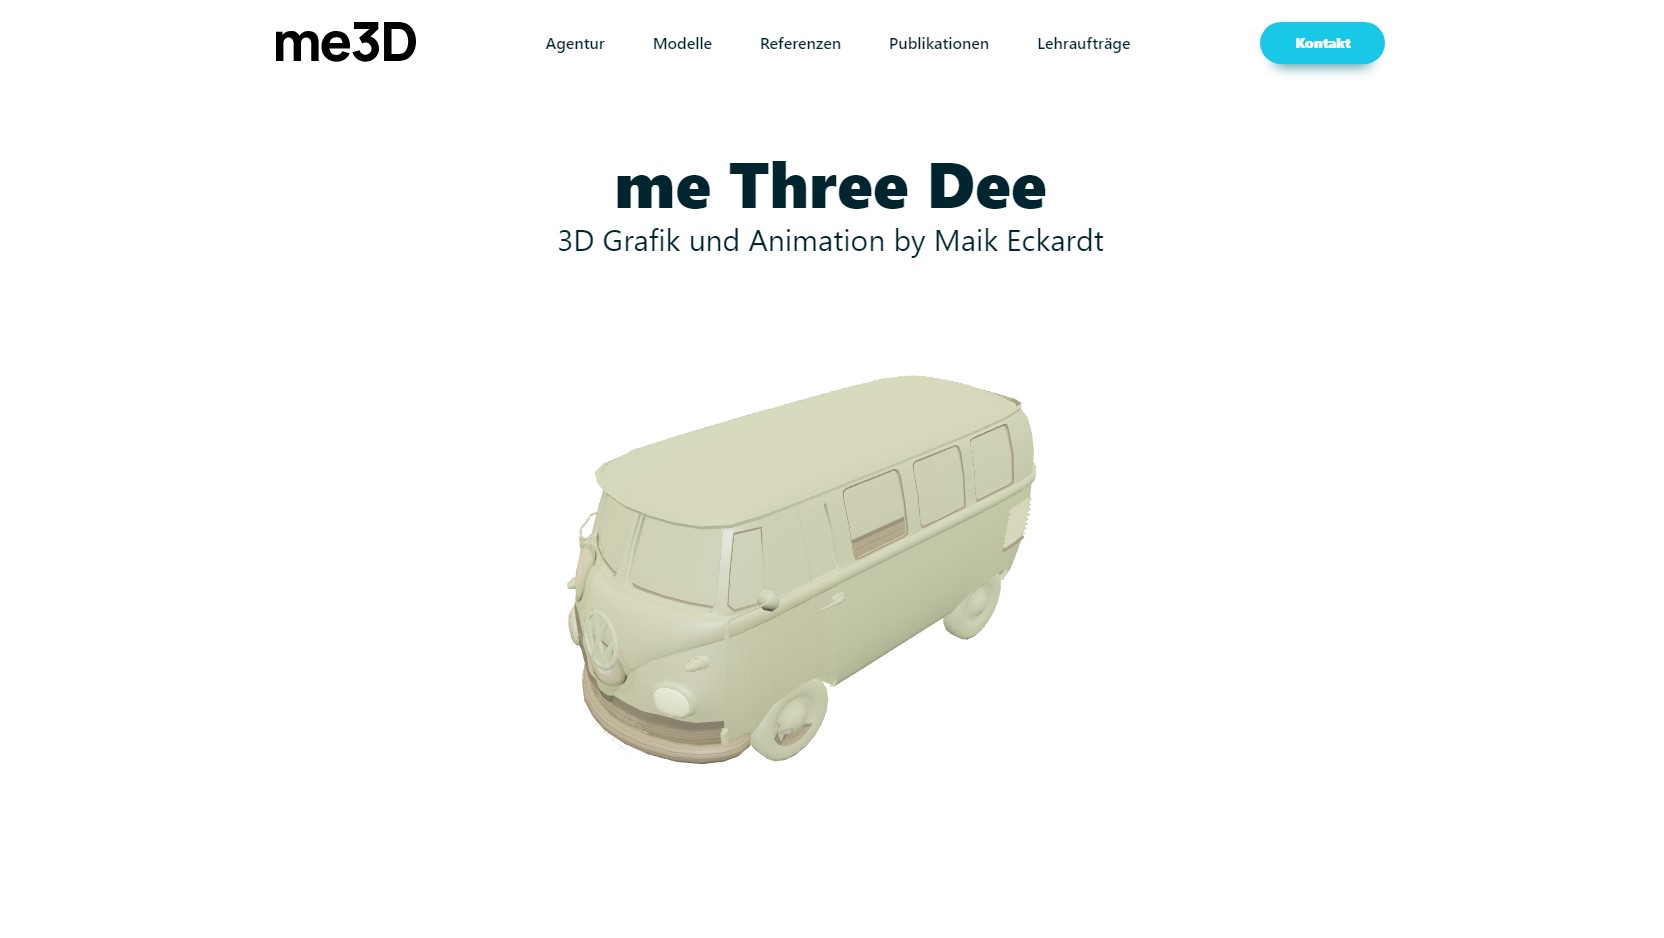 me3D
Agentur Modelle Referenzen Publikationen Lehraufträge Kontakt
me Three Dee
3D Grafik und Animation by Maik Eckardt